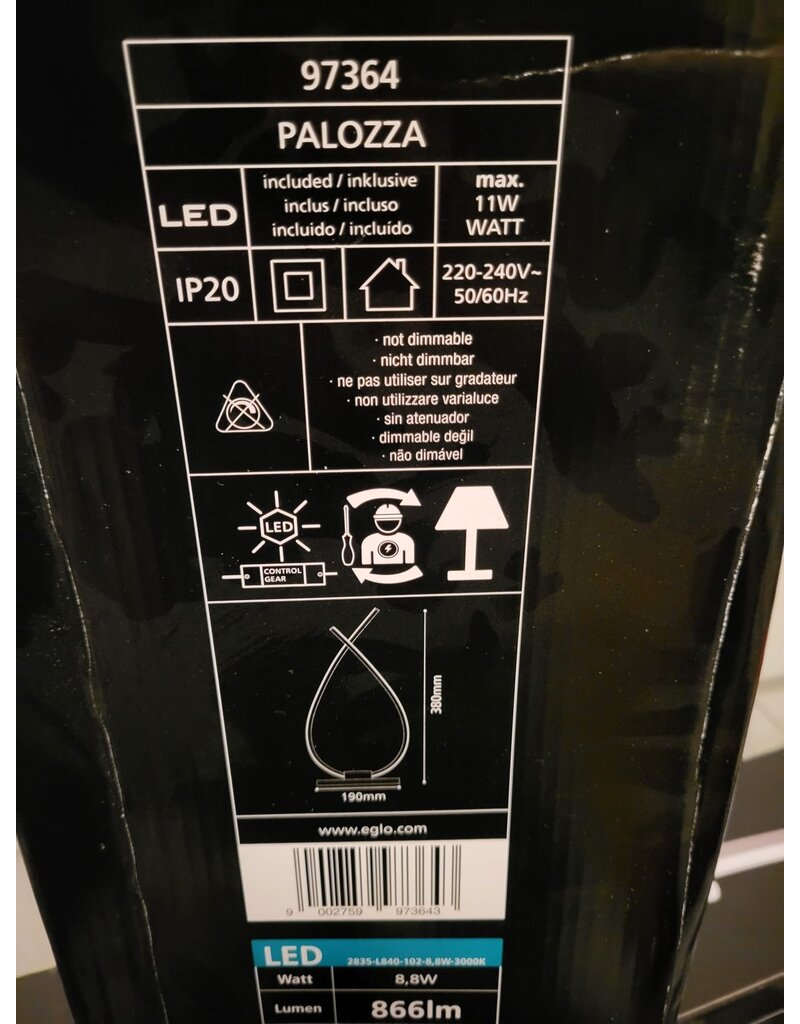 97364
PALOZZA
LED
included / inklusive
inclus / incluso
incluido / incluído
max.
11W
WATT
IP20
220-240V~
50/60Hz
· not dimmable
· nicht dimmbar
· ne pas utiliser sur gradateur
· non utilizzare varialuce
· sin atenuador
· dimmable değil
· não dimável
LED
CONTROL
GEAR
380mm
190mm
www.eglo.com
9 002759 973643
LED 2835-L840-102-8,8W-3000K
Watt 8,8W
Lumen 866lm